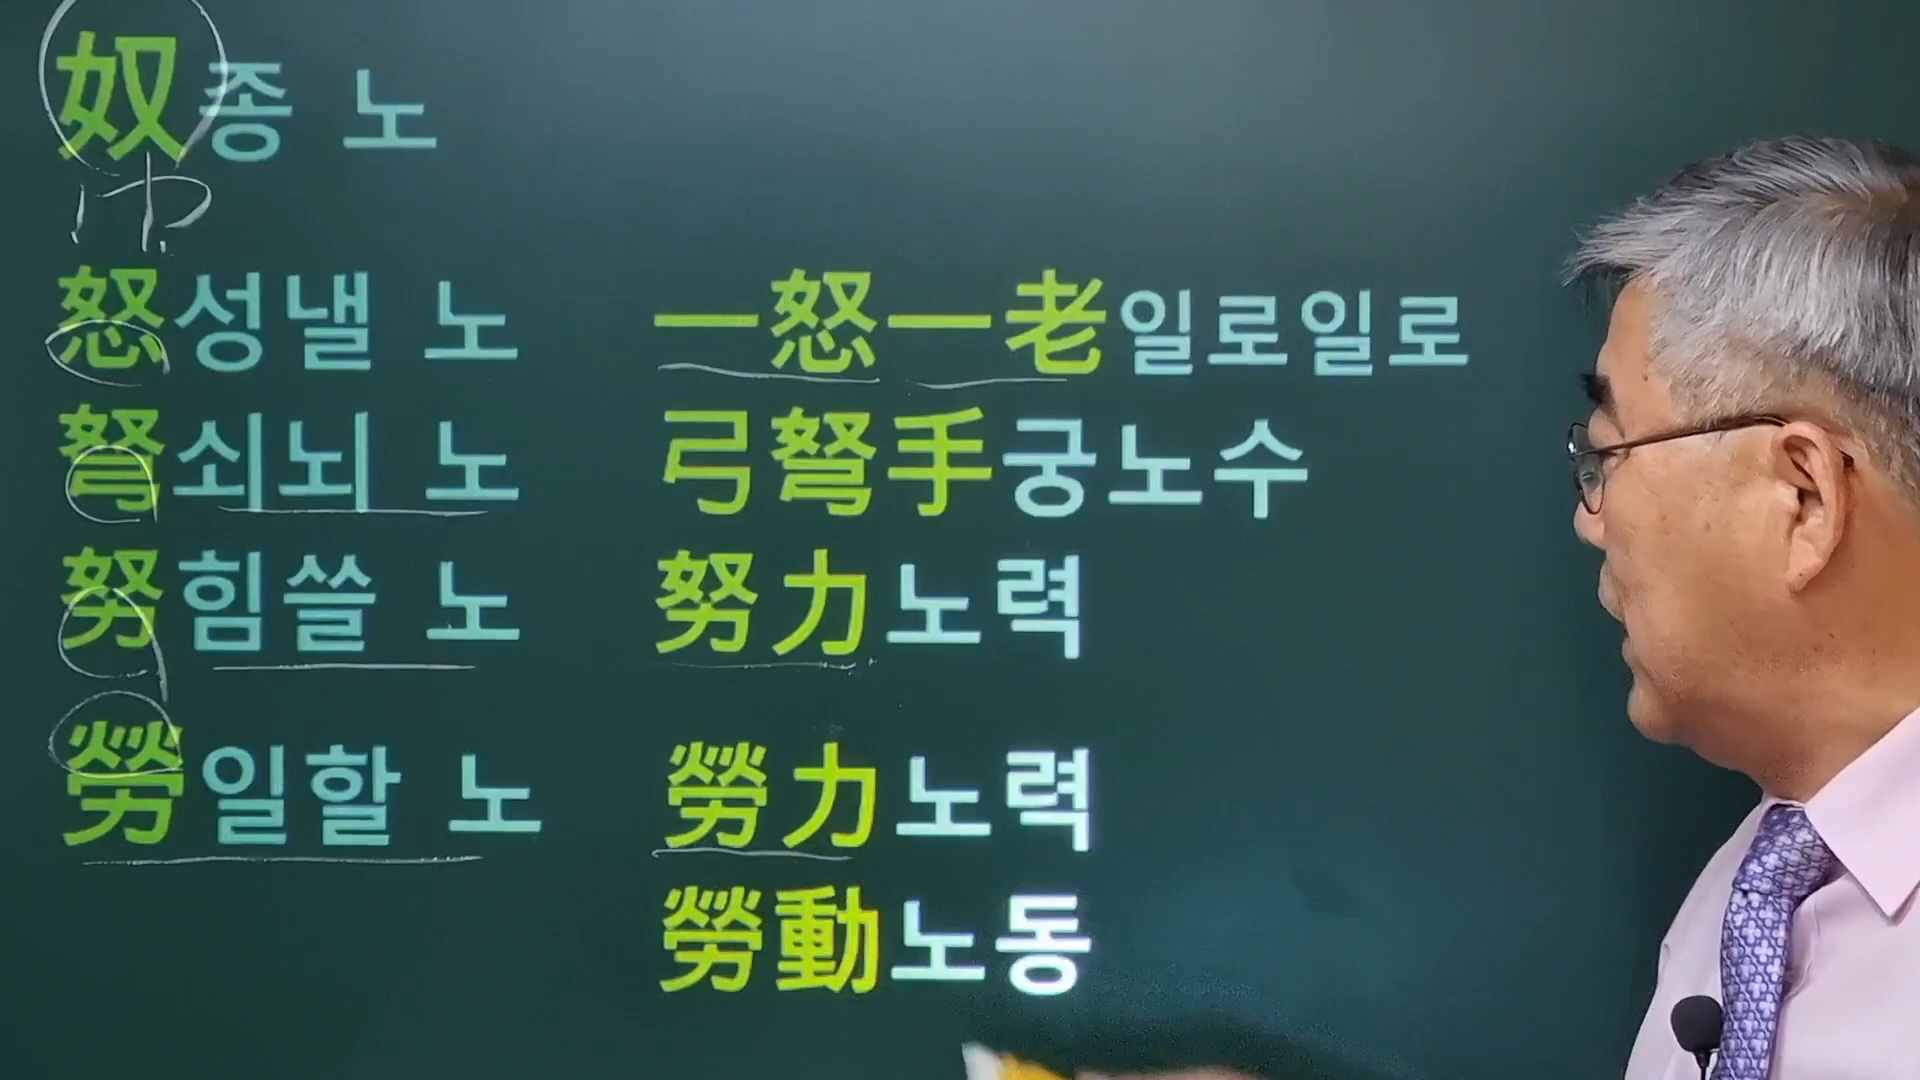 奴종 노
怒성낼 노 一怒一老일로일로
弩쇠뇌 노 弓弩手궁노수
努힘쓸 노 努力노력
勞일할 노 勞力노력
勞動노동